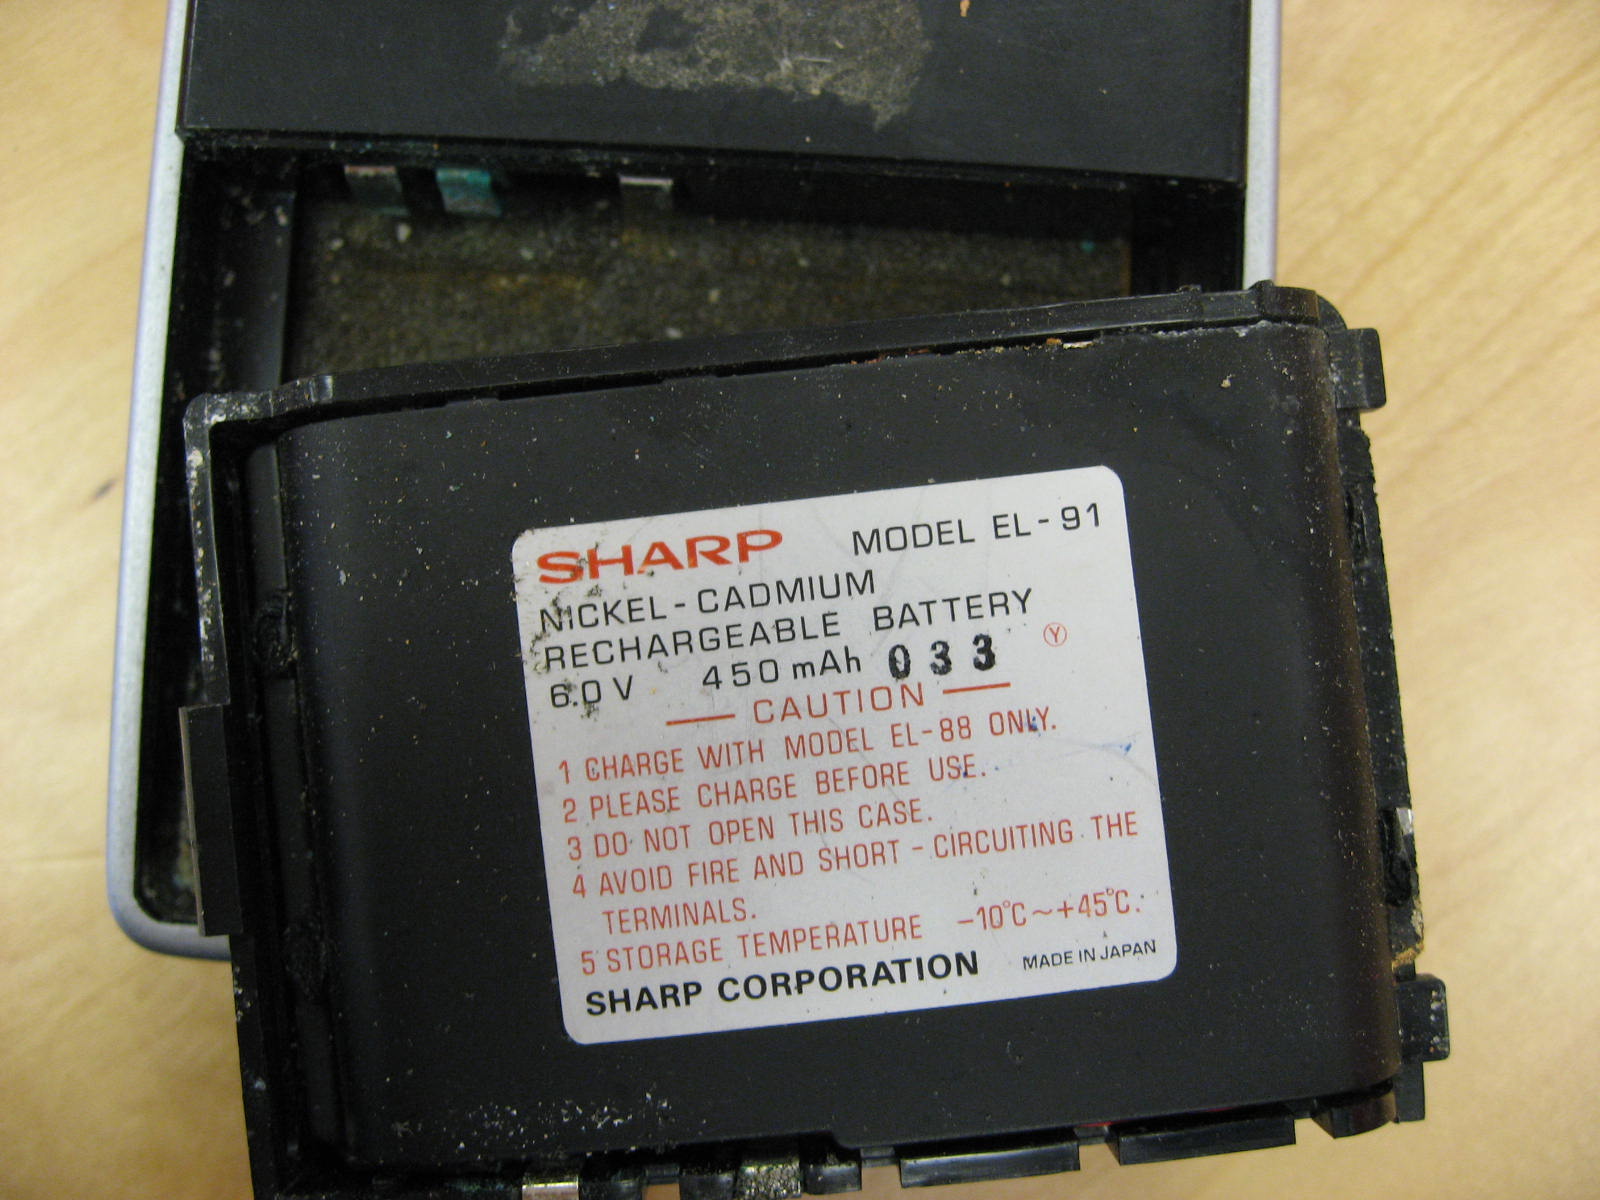 SHARP MODEL EL-91
NICKEL-CADMIUM
RECHARGEABLE BATTERY
6.0V 450mAh 033 Y
CAUTION
1 CHARGE WITH MODEL EL-88 ONLY.
2 PLEASE CHARGE BEFORE USE.
3 DO NOT OPEN THIS CASE.
4 AVOID FIRE AND SHORT-CIRCUITING THE
TERMINALS.
5 STORAGE TEMPERATURE -10°C~+45°C.
SHARP CORPORATION MADE IN JAPAN